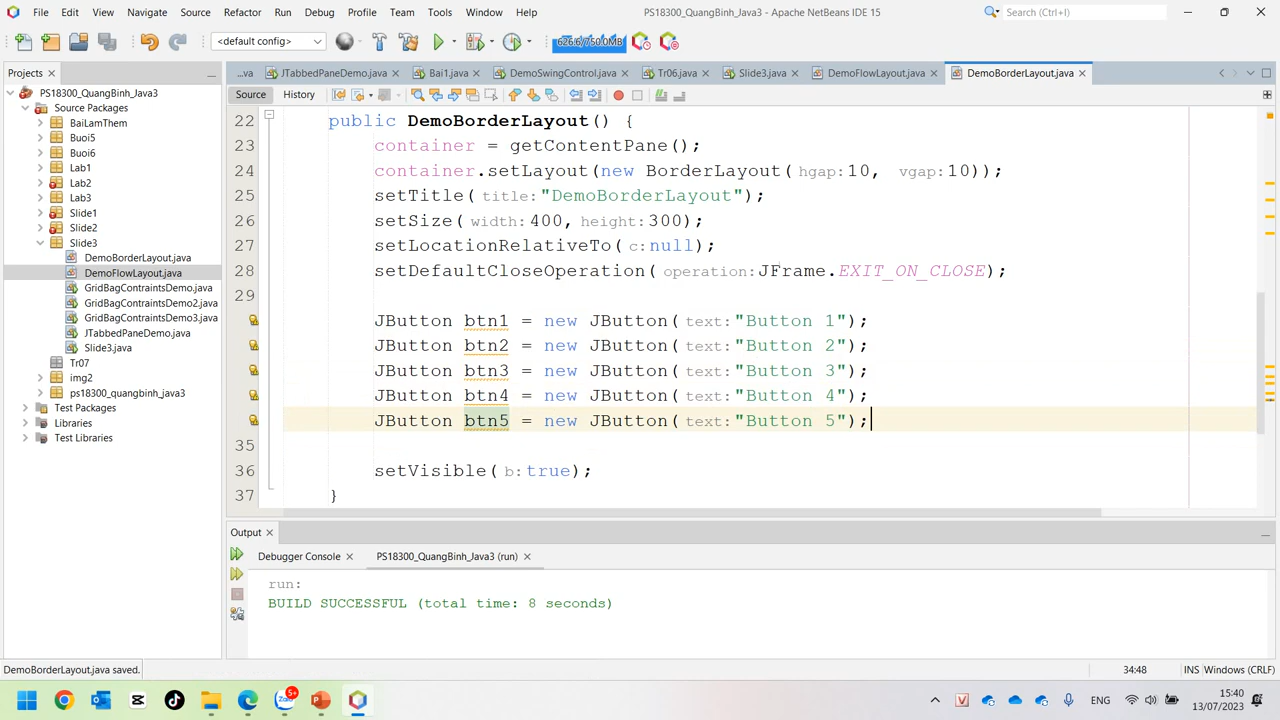 File Edit View Navigate Source Refactor Run Debug Profile Team Tools Window Help PS18300_QuangBinh_Java3 - Apache NetBeans IDE 15 Search (Ctrl+I)
<default config> 626.6/750.0MB
Projects ...va JTabbedPaneDemo.java Bai1.java DemoSwingControl.java Tr06.java Slide3.java DemoFlowLayout.java DemoBorderLayout.java
Source History
PS18300_QuangBinh_Java3
Source Packages
BaiLamThem
Buoi5
Buoi6
Lab1
Lab2
Lab3
Slide1
Slide2
Slide3
DemoBorderLayout.java
DemoFlowLayout.java
GridBagContraintsDemo.java
GridBagContraintsDemo2.java
GridBagContraintsDemo3.java
JTabbedPaneDemo.java
Slide3.java
Tr07
img2
ps18300_quangbinh_java3
Test Packages
Libraries
Test Libraries
22 public DemoBorderLayout() {
23 container = getContentPane();
24 container.setLayout(new BorderLayout(hgap:10, vgap:10));
25 setTitle(title:"DemoBorderLayout");
26 setSize(width:400,height:300);
27 setLocationRelativeTo(c:null);
28 setDefaultCloseOperation(operation:JFrame.EXIT_ON_CLOSE);
29
JButton btn1 = new JButton(text:"Button 1");
JButton btn2 = new JButton(text:"Button 2");
JButton btn3 = new JButton(text:"Button 3");
JButton btn4 = new JButton(text:"Button 4");
JButton btn5 = new JButton(text:"Button 5");
35
36 setVisible(b:true);
37 }
Output
Debugger Console PS18300_QuangBinh_Java3 (run)
run:
BUILD SUCCESSFUL (total time: 8 seconds)
DemoBorderLayout.java saved. 34:48 INS Windows (CRLF)
Zalo 5+ ENG 15:40
13/07/2023